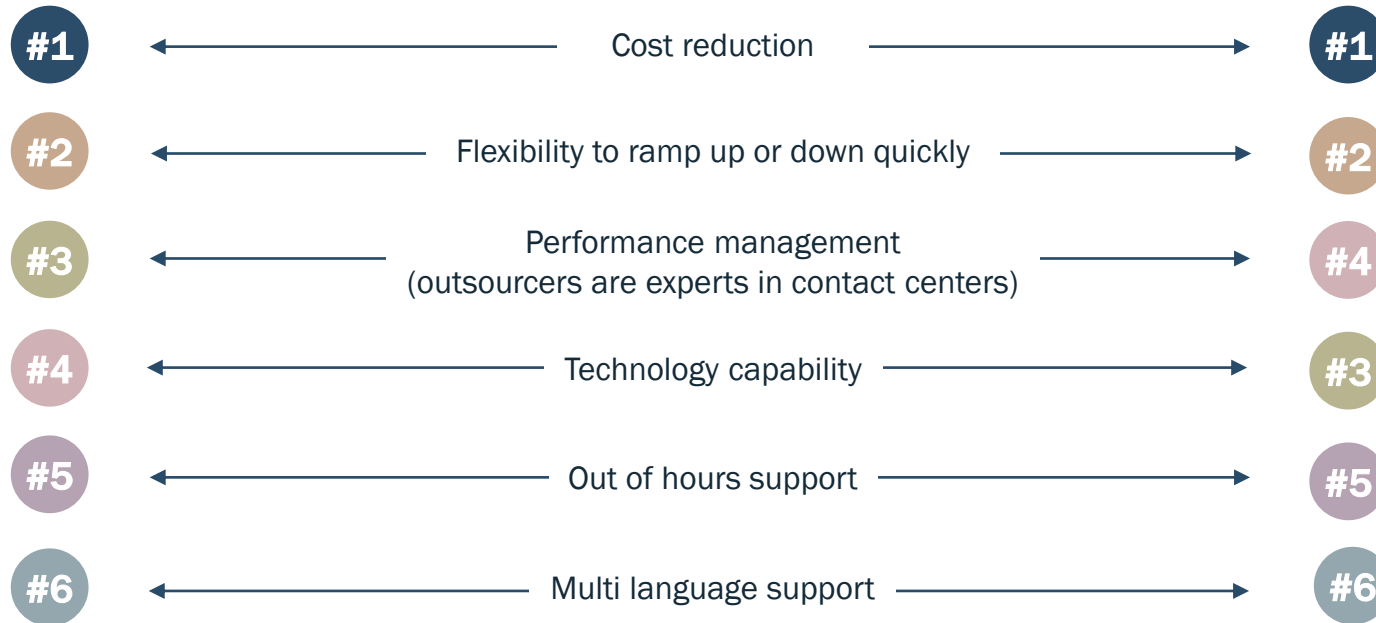 #1 Cost reduction #1
#2 Flexibility to ramp up or down quickly #2
Performance management
#3 (outsourcers are experts in contact centers) #4
#4 Technology capability #3
#5 Out of hours support #5
#6 Multi language support #6